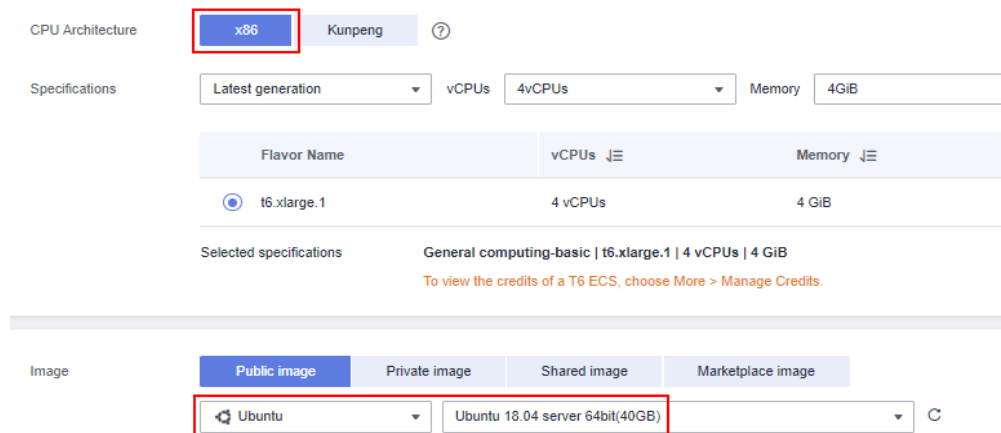 CPU Architecture x86 Kunpeng ?
Specifications Latest generation vCPUs 4vCPUs Memory 4GiB
Flavor Name vCPUs Memory
t6.xlarge.1 4 vCPUs 4 GiB
Selected specifications General computing-basic | t6.xlarge.1 | 4 vCPUs | 4 GiB
To view the credits of a T6 ECS, choose More > Manage Credits.
Image Public image Private image Shared image Marketplace image
Ubuntu Ubuntu 18.04 server 64bit(40GB)